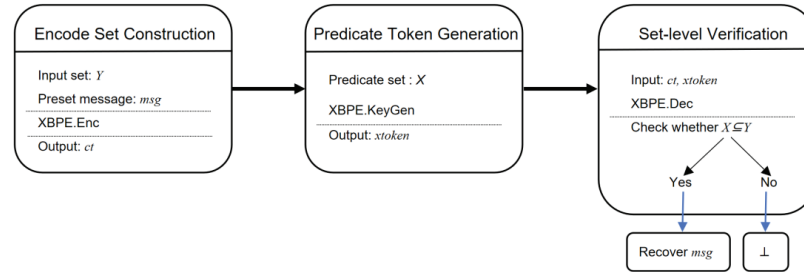 Encode Set Construction
Input set: Y
Preset message: msg
XBPE.Enc
Output: ct
Predicate Token Generation
Predicate set : X
XBPE.KeyGen
Output: xtoken
Set-level Verification
Input: ct, xtoken
XBPE.Dec
Check whether X⊆Y
Yes No
Recover msg ⊥